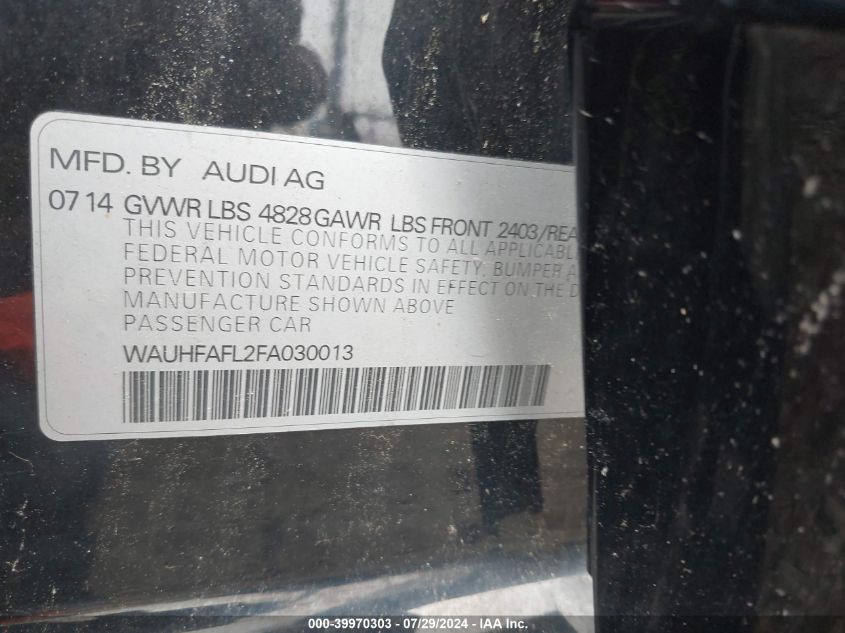 MFD. BY AUDI AG
07 14 GVWR LBS 4828 GAWR LBS FRONT 2403/REA
THIS VEHICLE CONFORMS TO ALL APPLICABL
FEDERAL MOTOR VEHICLE SAFETY, BUMPER A
PREVENTION STANDARDS IN EFFECT ON THE D
MANUFACTURE SHOWN ABOVE
PASSENGER CAR
WAUHFAFL2FA030013
000-39970303 / 07/29/2024 - IAA Inc.